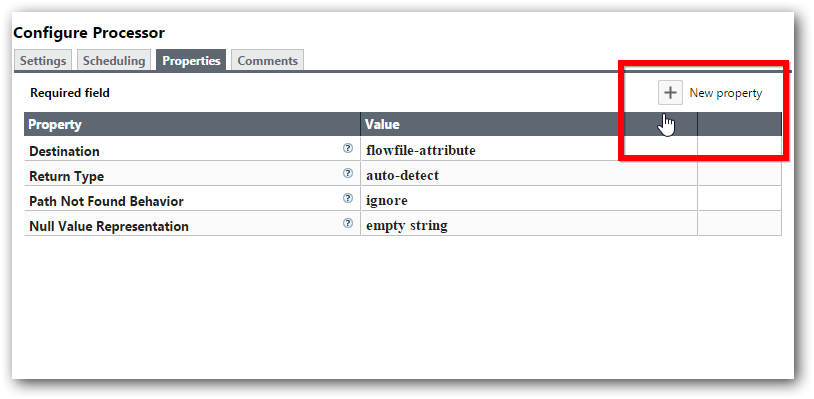 Configure Processor
Settings Scheduling Properties Comments
Required field + New property
Property Value
Destination ? flowfile-attribute
Return Type ? auto-detect
Path Not Found Behavior ? ignore
Null Value Representation ? empty string